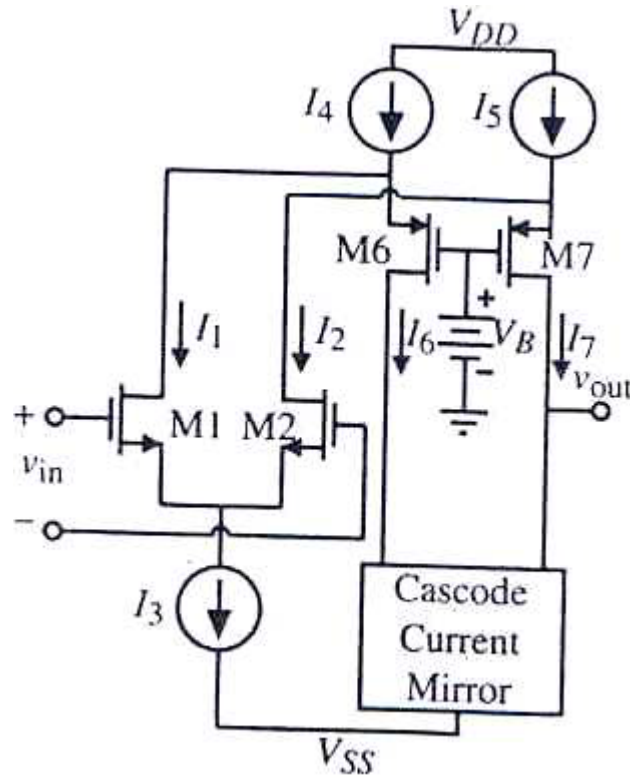 V_DD
I_4
I_5
M6
M7
I_1
I_2
+
I_6
V_B
I_7
-
v_out
+
M1
M2
v_in
-
I_3
Cascode
Current
Mirror
V_SS